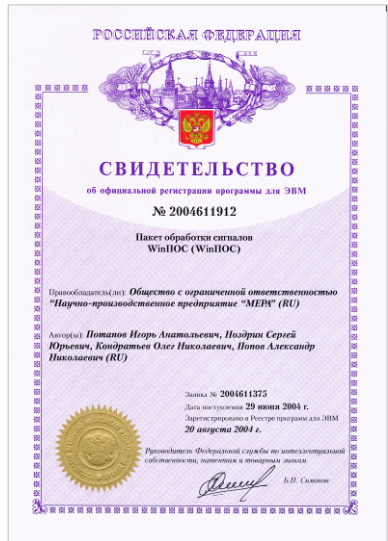 РОССИЙСКАЯ ФЕДЕРАЦИЯ
СВИДЕТЕЛЬСТВО
об официальной регистрации программы для ЭВМ
№ 2004611912
Пакет обработки сигналов
WinПОС (WinПОС)
Правообладатель(ли): Общество с ограниченной ответственностью
“Научно-производственное предприятие “МЕРА” (RU)
Автор(ы): Потапов Игорь Анатольевич, Ноздрин Сергей
Юрьевич, Кондратьев Олег Николаевич, Попов Александр
Николаевич (RU)
Заявка № 2004611375
Дата поступления 29 июня 2004 г.
Зарегистрировано в Реестре программ для ЭВМ
20 августа 2004 г.
Руководитель Федеральной службы по интеллектуальной
собственности, патентам и товарным знакам
Б.П. Симонов